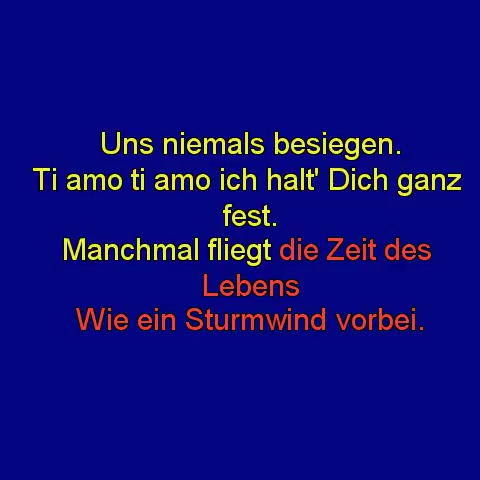 Uns niemals besiegen.
Ti amo ti amo ich halt' Dich ganz
fest.
Manchmal fliegt die Zeit des
Lebens
Wie ein Sturmwind vorbei.